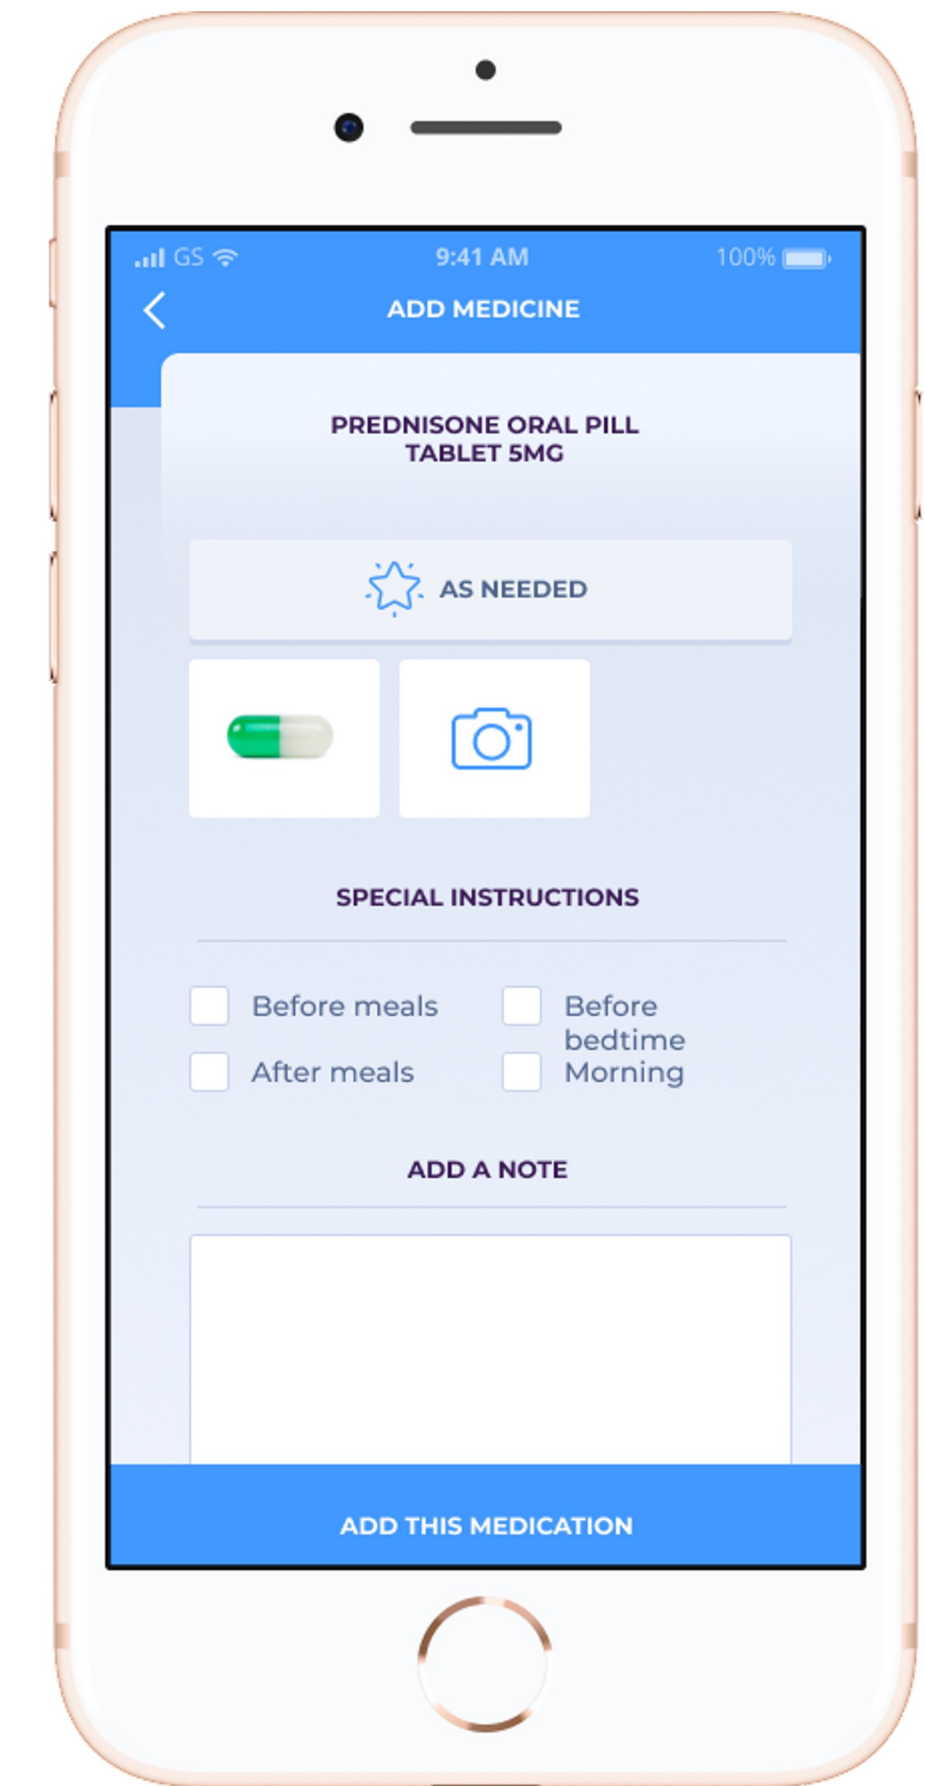 GS 9:41 AM 100%
ADD MEDICINE
PREDNISONE ORAL PILL
TABLET 5MG
AS NEEDED
SPECIAL INSTRUCTIONS
Before meals
Before
bedtime
After meals
Morning
ADD A NOTE
ADD THIS MEDICATION